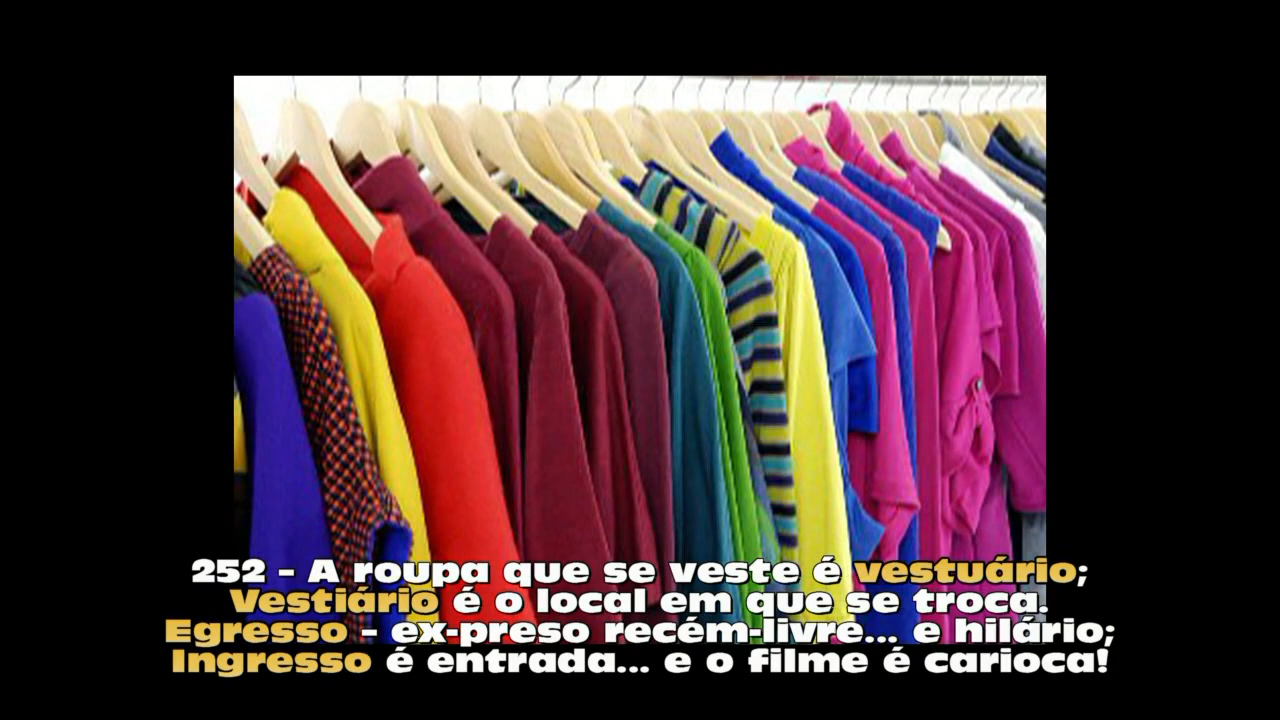 252 - A roupa que se veste é vestuário;
Vestiário é o local em que se troca.
Egresso - ex-preso recém-livre... e hilário;
Ingresso é entrada... e o filme é carioca!